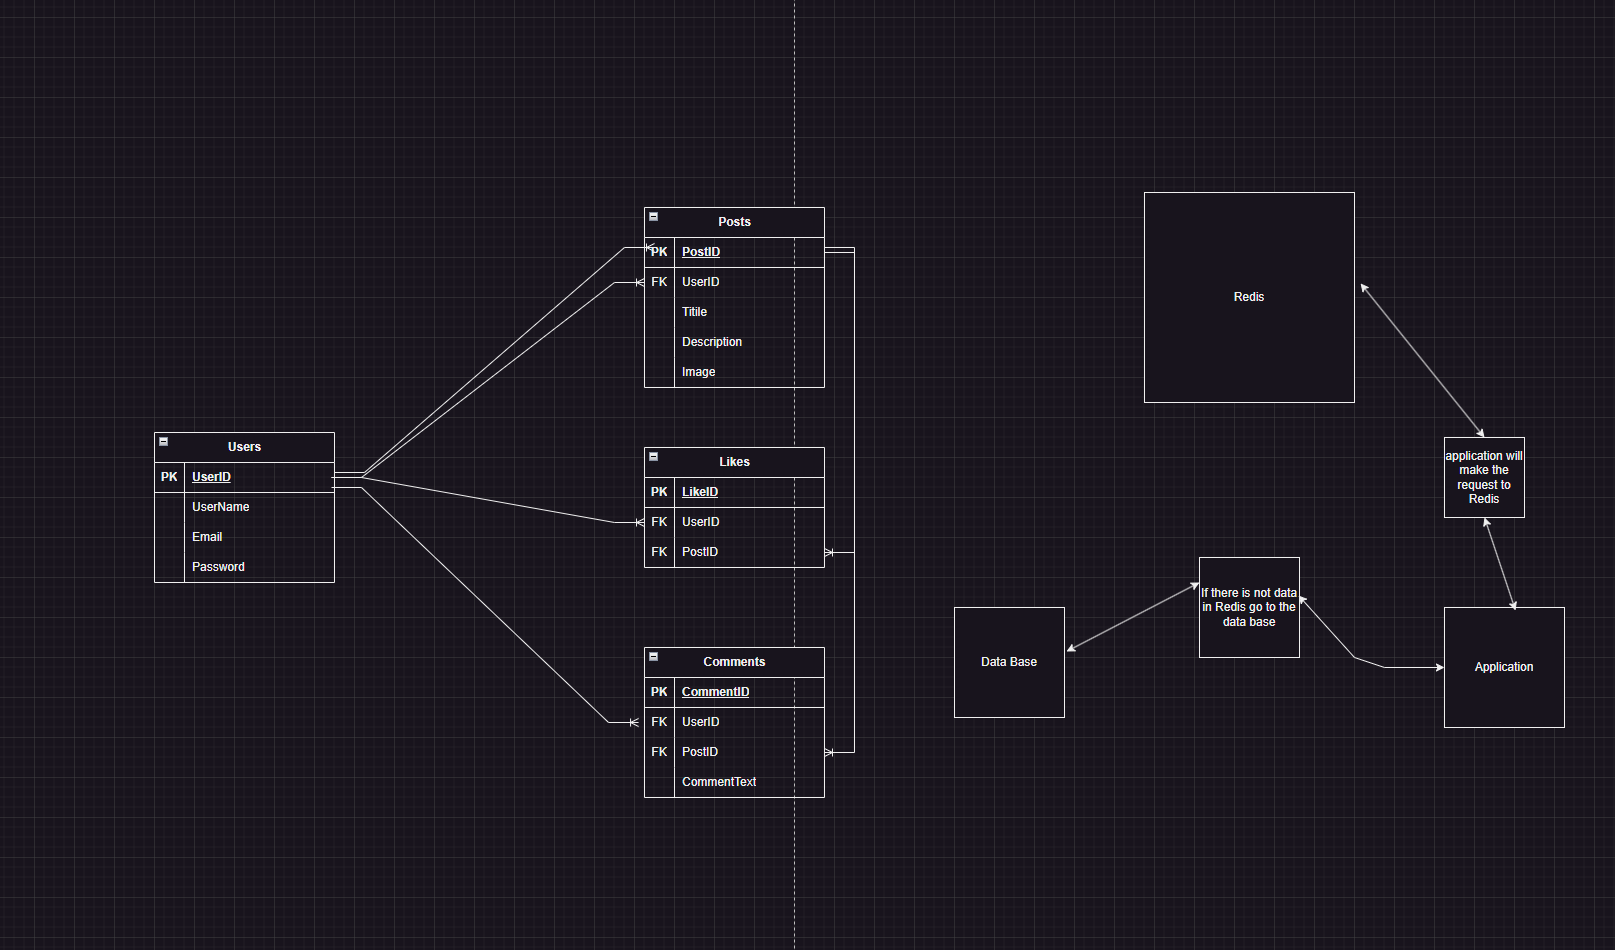 Users
PK UserID
UserName
Email
Password
Posts
PK PostID
FK UserID
Titile
Description
Image
Likes
PK LikeID
FK UserID
FK PostID
Comments
PK CommentID
FK UserID
FK PostID
CommentText
Redis
application will
make the
request to
Redis
If there is not data
in Redis go to the
data base
Data Base
Application